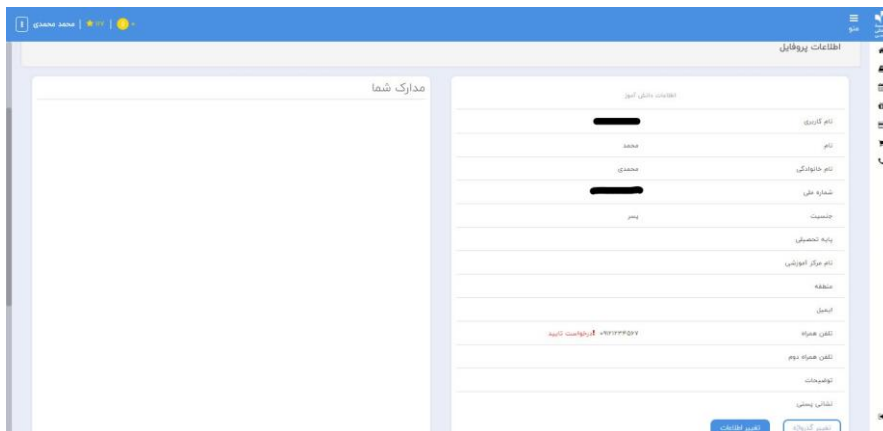 منو
محمد محمدی
اطلاعات پروفایل
اطلاعات دانش آموز
نام کاربری
نام محمد
نام خانوادگی محمدی
شماره ملی
جنسیت پسر
پایه تحصیلی
نام مرکز آموزشی
منطقه
ایمیل
تلفن همراه ۰۹۱۲۱۲۳۴۵۶۷ !درخواست تایید
تلفن همراه دوم
توضیحات
نشانی پستی
تغییر گذرواژه تغییر اطلاعات
مدارک شما